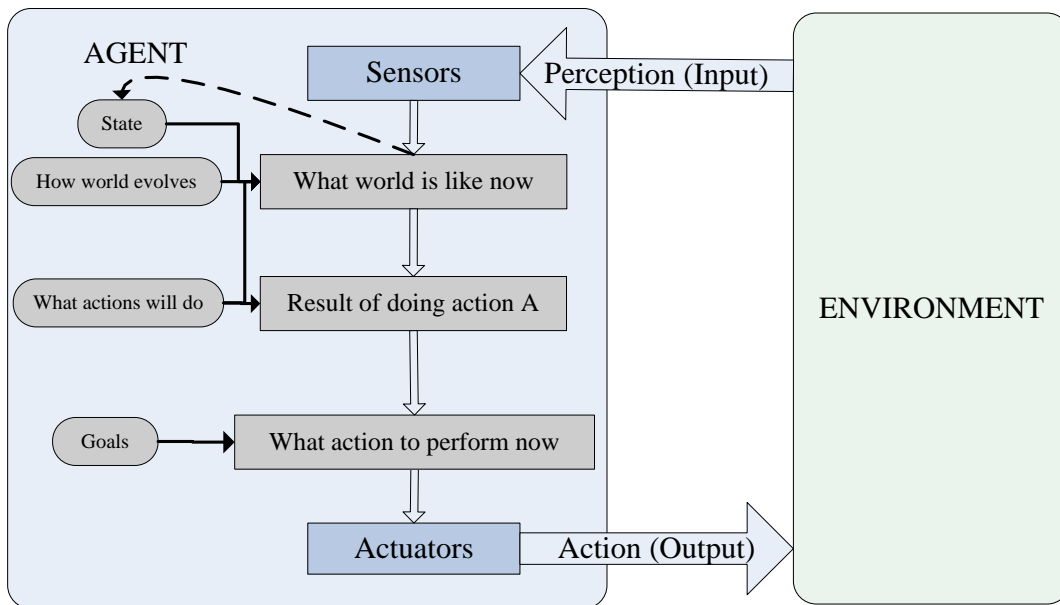 AGENT
Sensors
Perception (Input)
State
How world evolves
What world is like now
What actions will do
Result of doing action A
ENVIRONMENT
Goals
What action to perform now
Actuators
Action (Output)